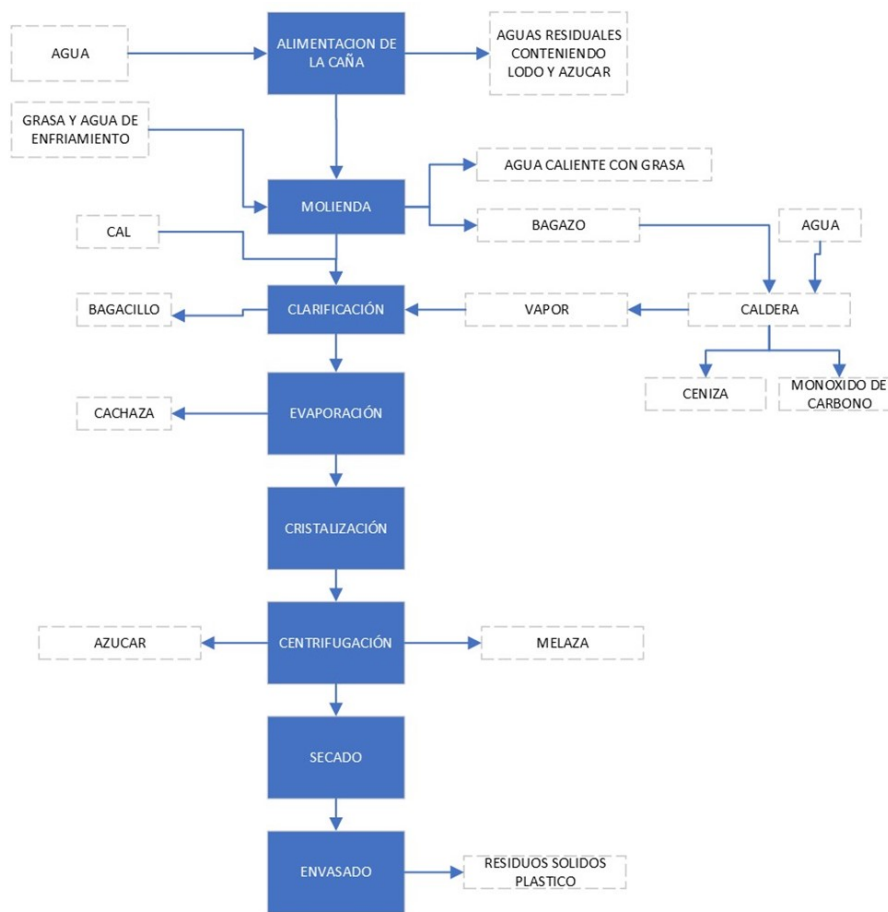 AGUA
ALIMENTACION DE
LA CAÑA
AGUAS RESIDUALES
CONTENIENDO
LODO Y AZUCAR
GRASA Y AGUA DE
ENFRIAMIENTO
AGUA CALIENTE CON GRASA
MOLIENDA
CAL
BAGAZO
AGUA
BAGACILLO
CLARIFICACIÓN
VAPOR
CALDERA
CENIZA
MONOXIDO DE
CARBONO
CACHAZA
EVAPORACIÓN
CRISTALIZACIÓN
AZUCAR
CENTRIFUGACIÓN
MELAZA
SECADO
ENVASADO
RESIDUOS SOLIDOS
PLASTICO